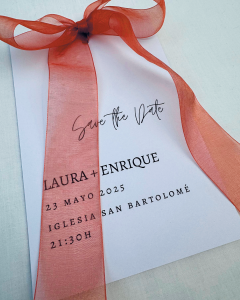 Save the Date
LAURA + ENRIQUE
23 MAYO 2025
IGLESIA SAN BARTOLOMÉ
21:30H